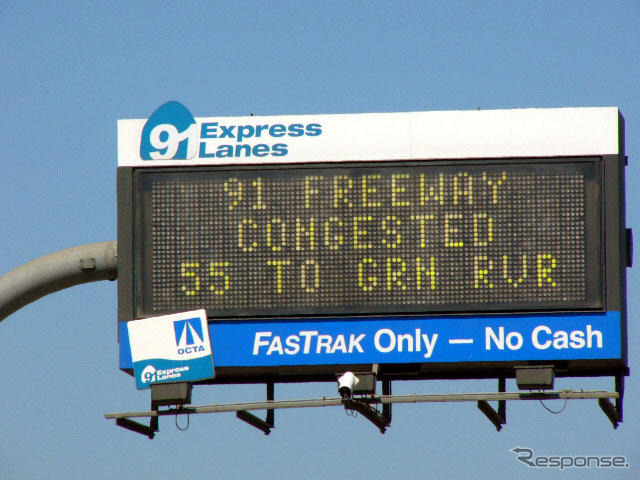 91 Express
Lanes
91 FREEWAY
CONGESTED
55 TO GRN RVR
FASTRAK Only — No Cash
OCTA
91 Express
Lanes
Response.